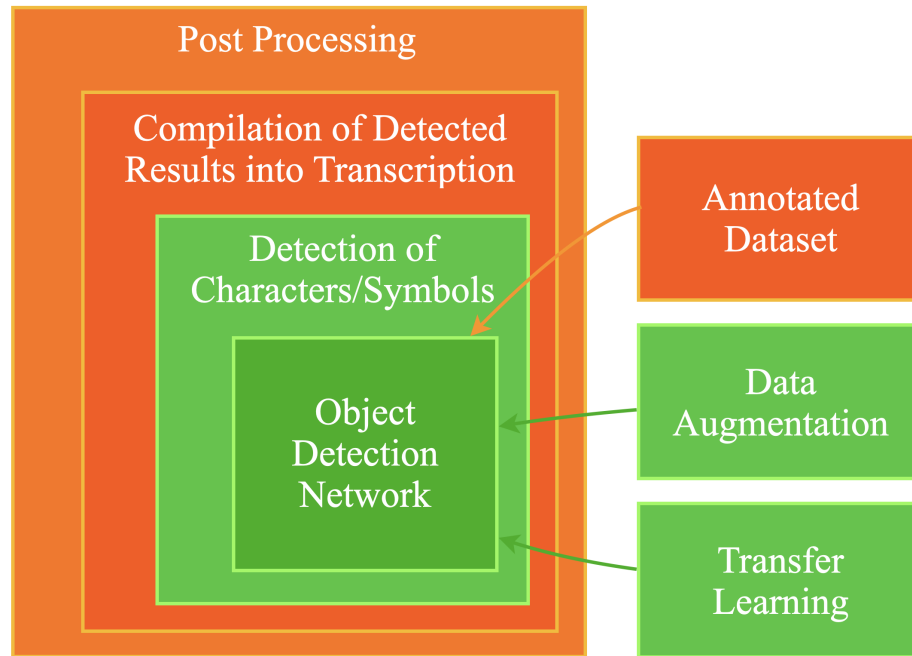 Post Processing
Compilation of Detected
Results into Transcription
Detection of
Characters/Symbols
Object
Detection
Network
Annotated
Dataset
Data
Augmentation
Transfer
Learning